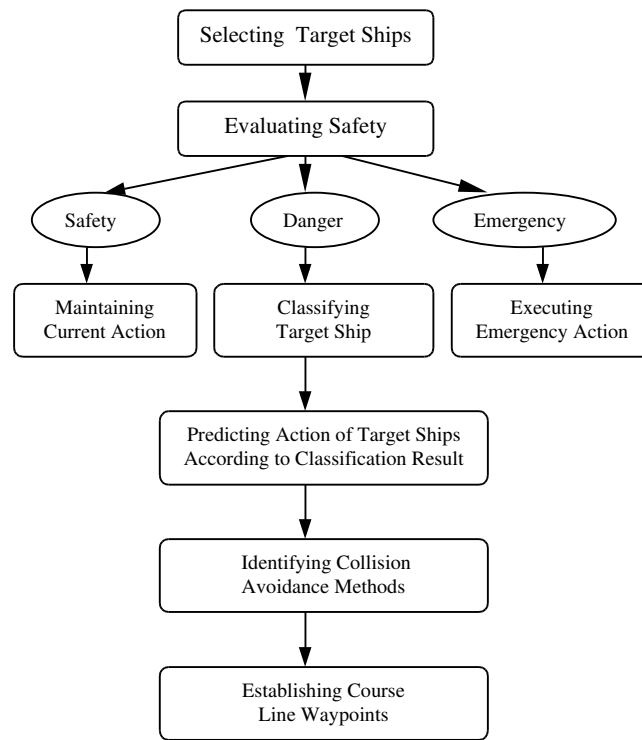 Selecting Target Ships
Evaluating Safety
Safety
Danger
Emergency
Maintaining
Current Action
Classifying
Target Ship
Executing
Emergency Action
Predicting Action of Target Ships
According to Classification Result
Identifying Collision
Avoidance Methods
Establishing Course
Line Waypoints